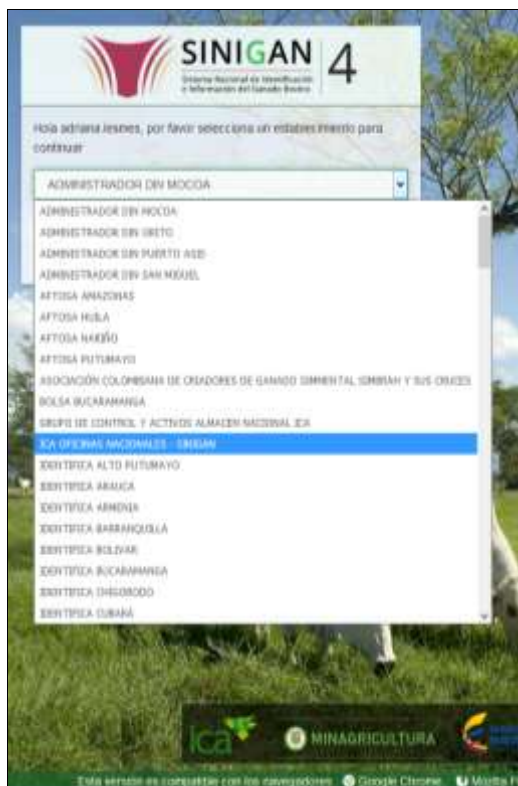 SINIGAN 4
Sistema Nacional de Identificación
e Información del Ganado Bovino
Hola adriana lesmes, por favor selecciona un establecimiento para
continuar
ADMINISTRADOR DIN MOCOA
ADMINISTRADOR DIN MOCOA
ADMINISTRADOR DIN ORITO
ADMINISTRADOR DIN PUERTO ASIS
ADMINISTRADOR DIN SAN MIGUEL
AFTOSA AMAZONAS
AFTOSA HUILA
AFTOSA NARIÑO
AFTOSA PUTUMAYO
ASOCIACIÓN COLOMBIANA DE CRIADORES DE GANADO SIMMENTAL SIMBRAH Y SUS CRUCES
BOLSA BUCARAMANGA
GRUPO DE CONTROL Y ACTIVOS ALMACEN NACIONAL ICA
ICA OFICINAS NACIONALES - SINIGAN
IDENTIFICA ALTO PUTUMAYO
IDENTIFICA ARAUCA
IDENTIFICA ARMENIA
IDENTIFICA BARRANQUILLA
IDENTIFICA BOLIVAR
IDENTIFICA BUCARAMANGA
IDENTIFICA CHIGORODO
IDENTIFICA CUBARÁ
ica MINAGRICULTURA
Esta versión es compatible con los navegadores Google Chrome Mozilla F